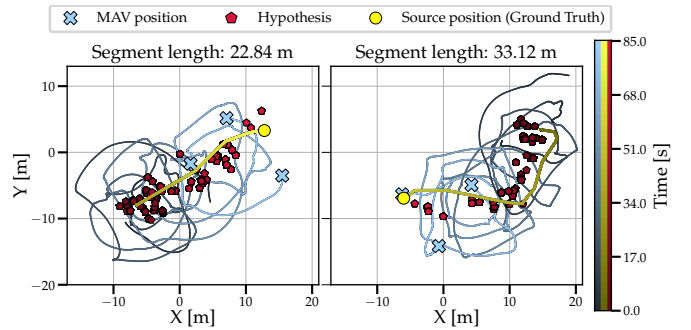 MAV position Hypothesis Source position (Ground Truth)
Segment length: 22.84 m Segment length: 33.12 m
10
0
−10
−20
Y [m]
−10 0 10 20
X [m]
−10 0 10 20
X [m]
85.0
68.0
51.0
34.0
17.0
0.0
Time [s]